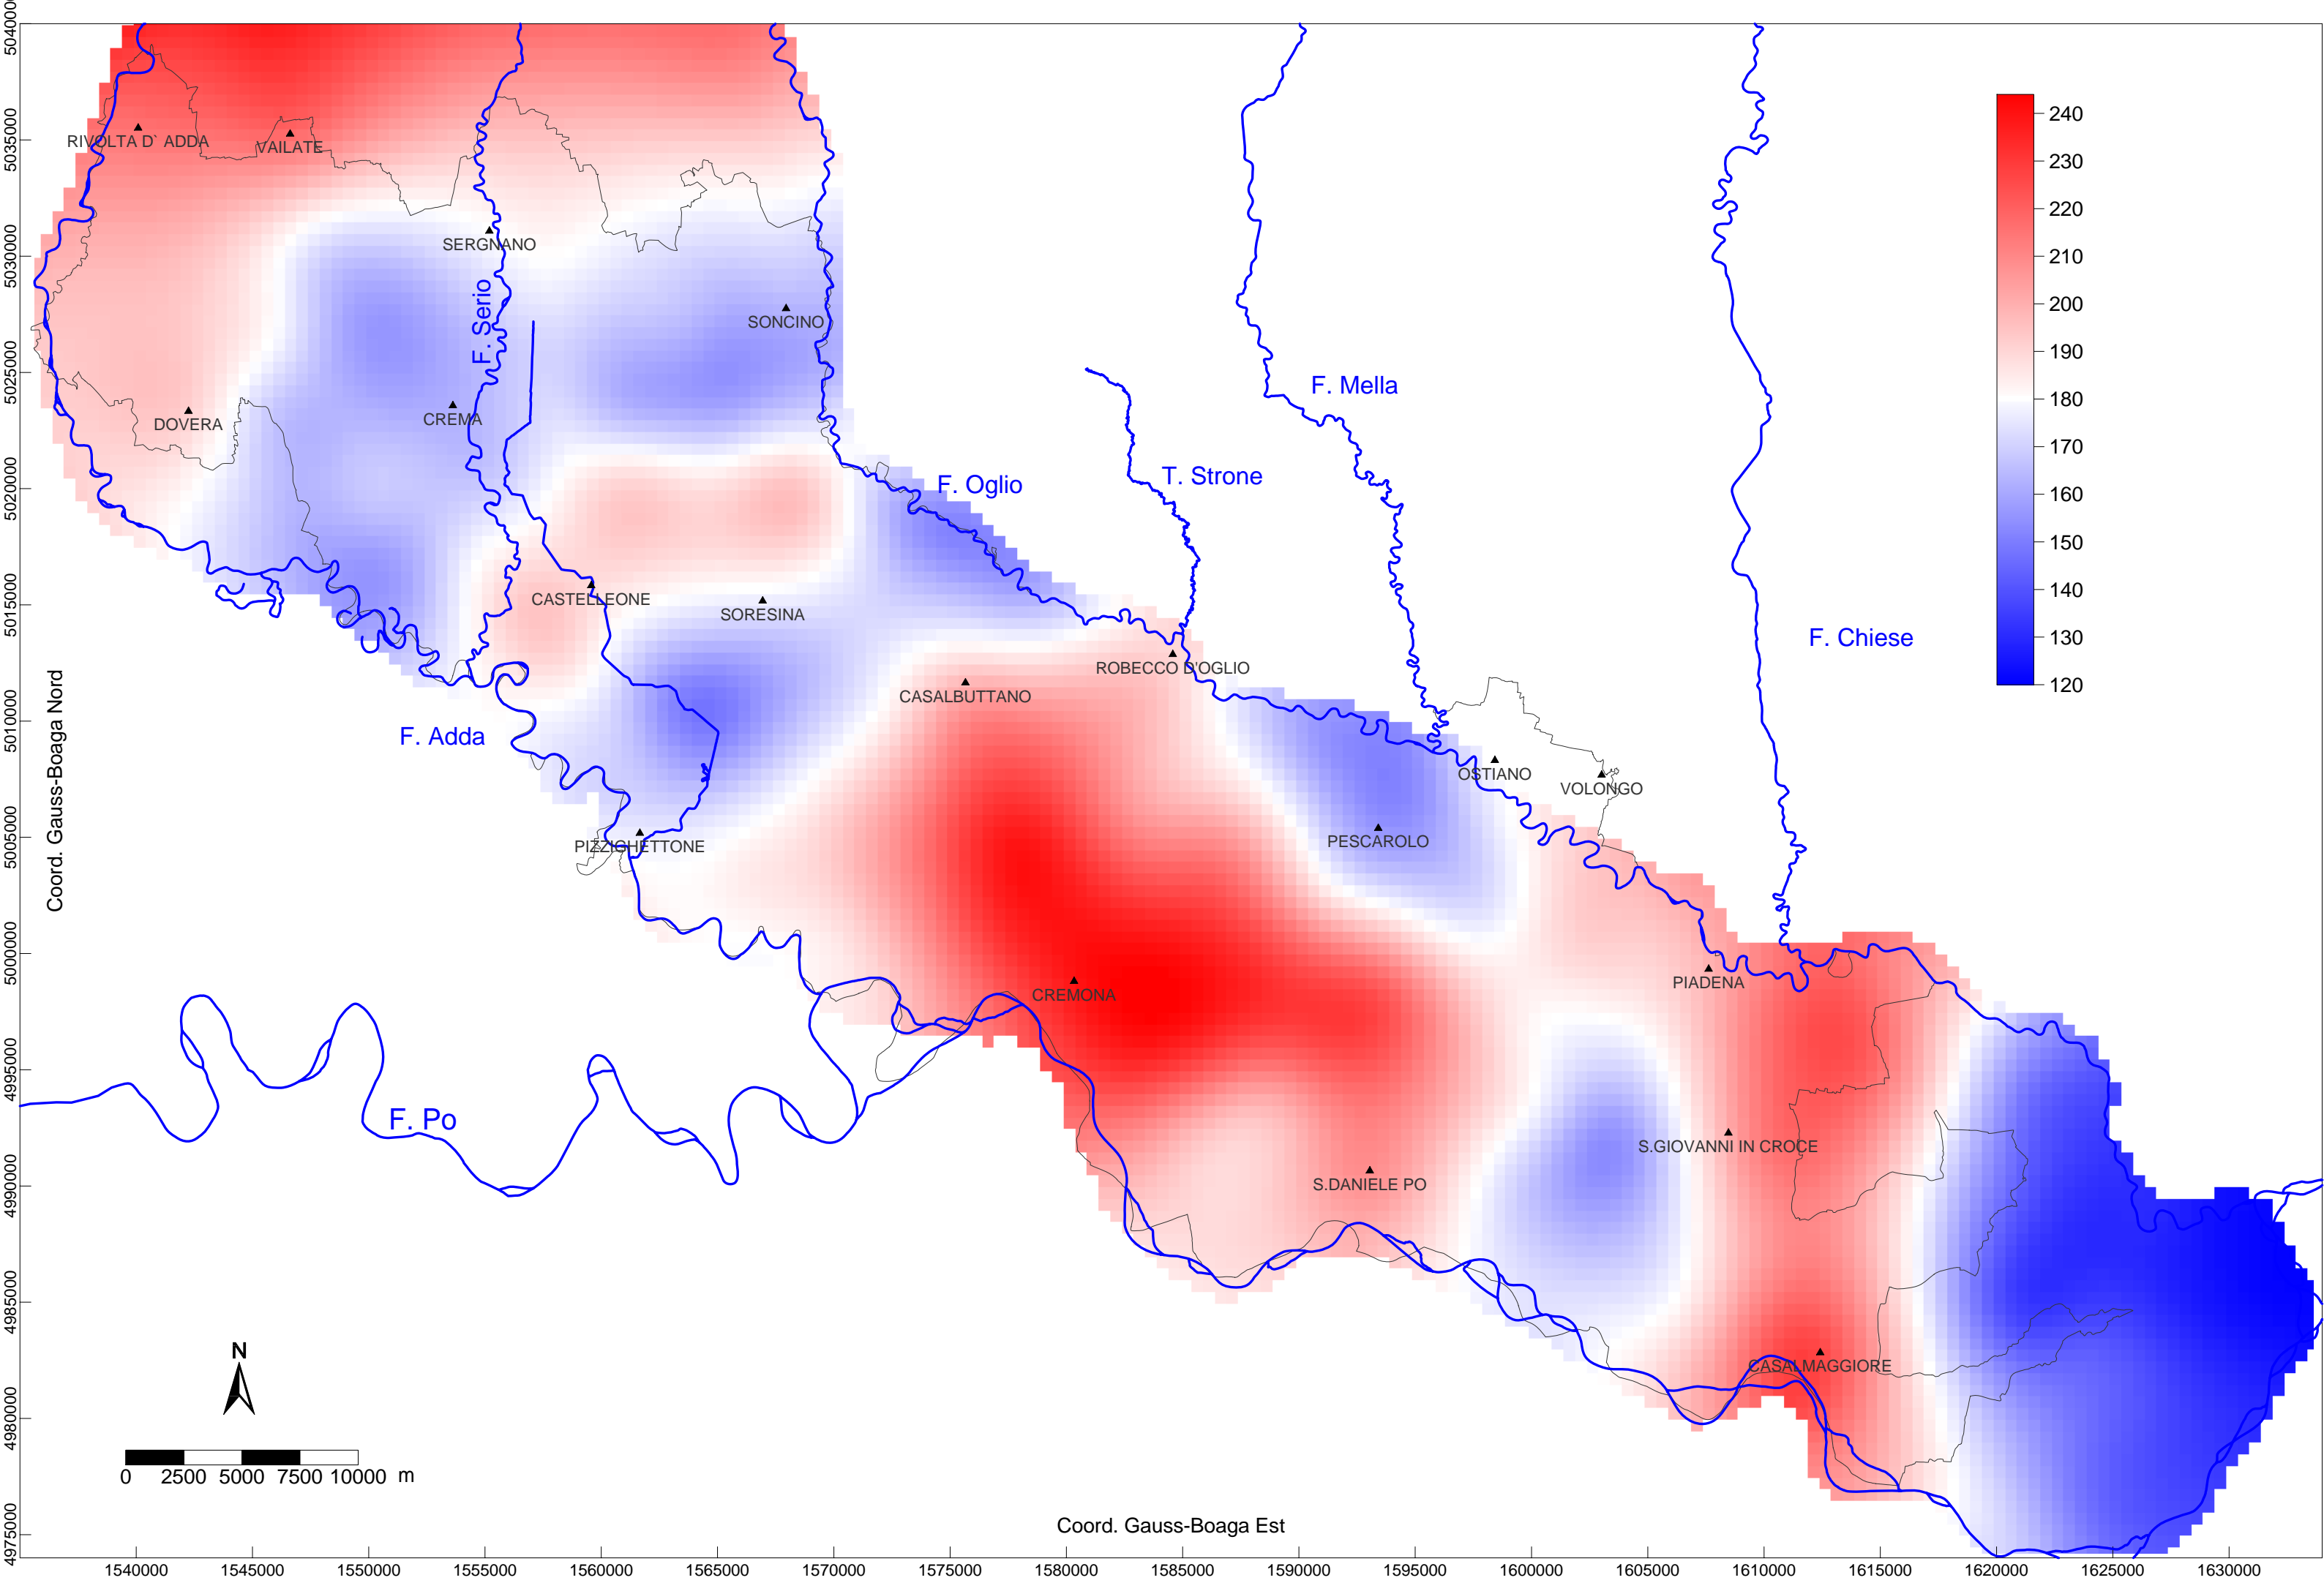 5040000
5035000
5030000
5025000
5020000
5015000
5010000
5005000
5000000
4995000
4990000
4985000
4980000
4975000
Coord. Gauss-Boaga Nord
RIVOLTA D` ADDA
VAILATE
SERGNANO
F. Serio
SONCINO
DOVERA
CREMA
F. Mella
F. Oglio
T. Strone
CASTELLEONE
SORESINA
F. Chiese
ROBECCO D'OGLIO
CASALBUTTANO
F. Adda
OSTIANO
VOLONGO
PIZZIGHETTONE
PESCAROLO
CREMONA
PIADENA
F. Po
S.GIOVANNI IN CROCE
S.DANIELE PO
CASALMAGGIORE
240
230
220
210
200
190
180
170
160
150
140
130
120
N
0 2500 5000 7500 10000 m
Coord. Gauss-Boaga Est
1540000 1545000 1550000 1555000 1560000 1565000 1570000 1575000 1580000 1585000 1590000 1595000 1600000 1605000 1610000 1615000 1620000 1625000 1630000